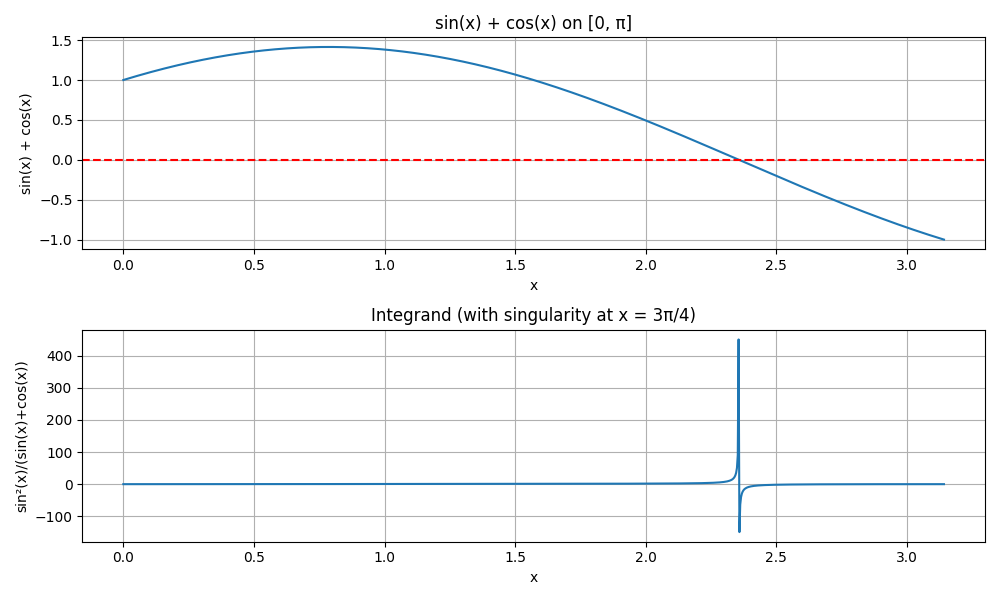 sin(x) + cos(x) on [0, π]
sin(x) + cos(x)
1.5
1.0
0.5
0.0
−0.5
−1.0
0.0 0.5 1.0 1.5 2.0 2.5 3.0
x
Integrand (with singularity at x = 3π/4)
sin²(x)/(sin(x)+cos(x))
400
300
200
100
0
−100
0.0 0.5 1.0 1.5 2.0 2.5 3.0
x